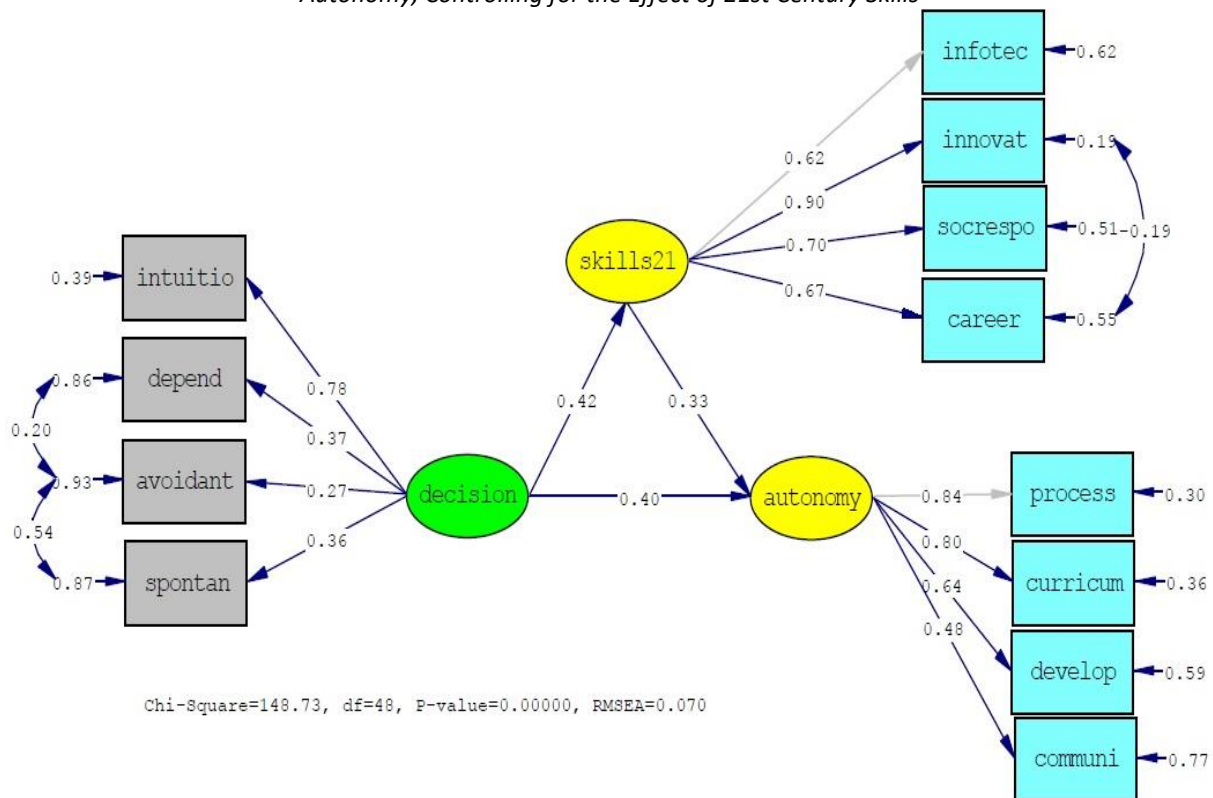 Autonomy, Controlling for the Effect of 21st Century Skills
infotec
0.62
innovat
0.19
0.62
0.90
socrespo
0.51
-0.19
0.70
skills21
0.67
career
0.55
0.39
intuitio
0.86
depend
0.78
0.42
0.33
0.20
0.37
0.93
avoidant
0.27
decision
0.40
autonomy
0.84
process
0.30
0.54
0.36
0.80
0.87
spontan
curricum
0.36
0.64
0.48
develop
0.59
Chi-Square=148.73, df=48, P-value=0.00000, RMSEA=0.070
communi
0.77